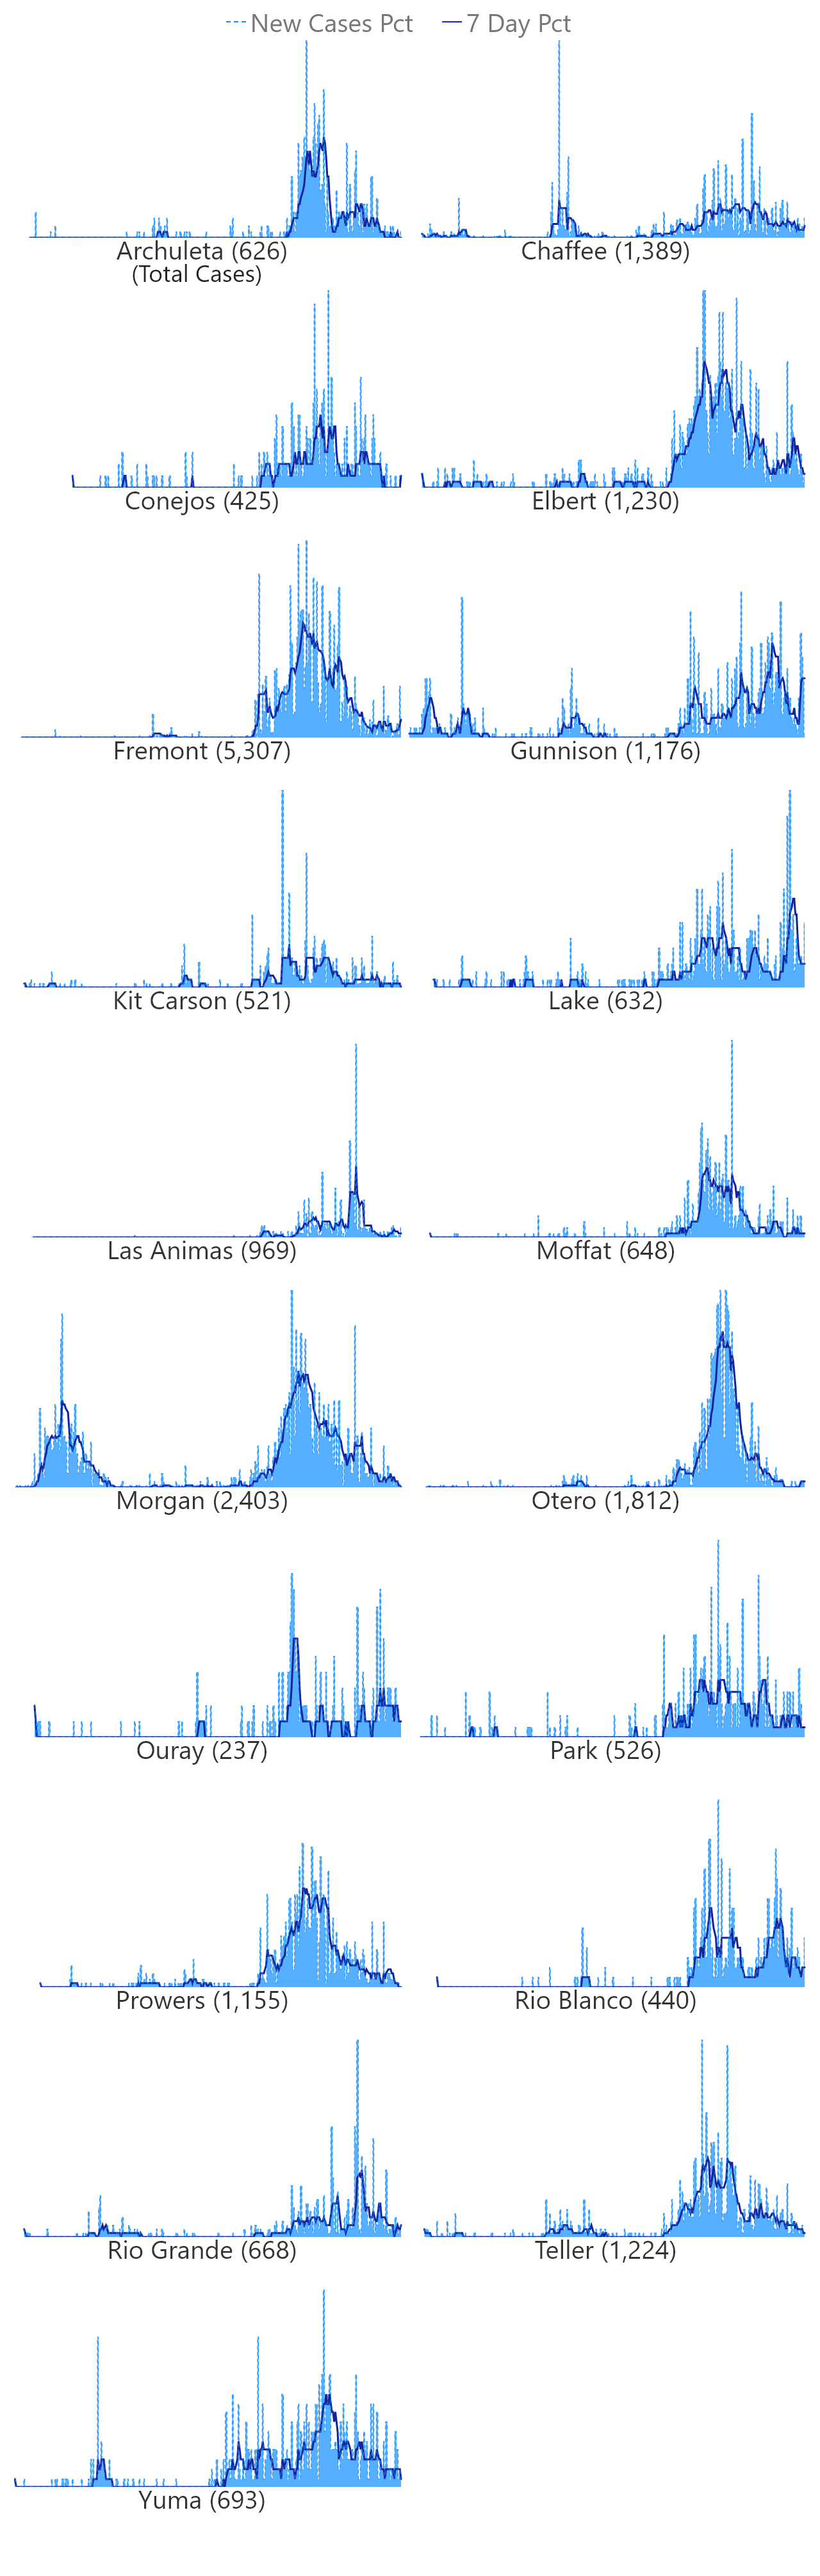 New Cases Pct 7 Day Pct
Archuleta (626) Chaffee (1,389)
(Total Cases)
Conejos (425) Elbert (1,230)
Fremont (5,307) Gunnison (1,176)
Kit Carson (521) Lake (632)
Las Animas (969) Moffat (648)
Morgan (2,403) Otero (1,812)
Ouray (237) Park (526)
Prowers (1,155) Rio Blanco (440)
Rio Grande (668) Teller (1,224)
Yuma (693)